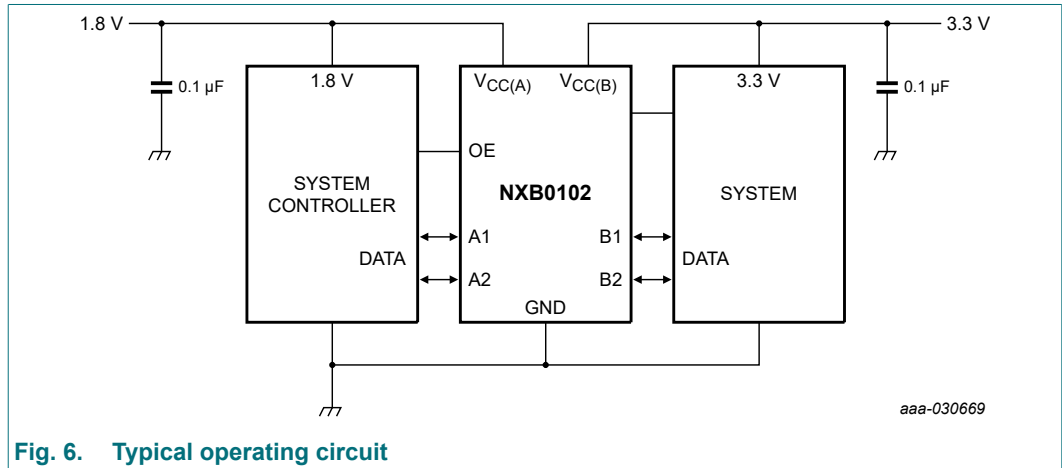 1.8 V
3.3 V
0.1 µF
1.8 V
VCC(A)
VCC(B)
3.3 V
0.1 µF
OE
SYSTEM
CONTROLLER
NXB0102
SYSTEM
A1
B1
DATA
DATA
A2
B2
GND
aaa-030669
Fig. 6. Typical operating circuit